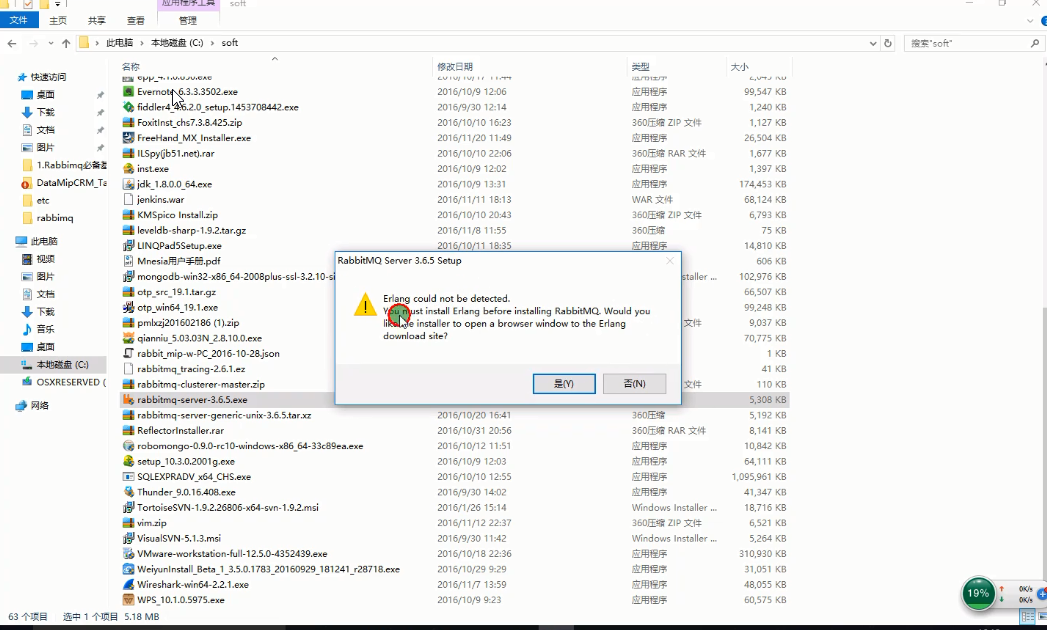 应用程序工具 soft
文件 主页 共享 查看 管理
此电脑 › 本地磁盘 (C:) › soft
搜索"soft"
名称 修改日期 类型 大小
Evernote_6.3.3.3502.exe 2016/10/9 12:06 应用程序 99,547 KB
fiddler4_4.6.2.0_setup.1453708442.exe 2016/9/30 12:14 应用程序 1,240 KB
FoxitInst_chs7.3.8.425.zip 2016/10/10 16:23 360压缩 ZIP 文件 1,127 KB
FreeHand_MX_Installer.exe 2016/11/20 11:49 应用程序 26,504 KB
ILSpy(jb51.net).rar 2016/10/10 22:06 360压缩 RAR 文件 1,677 KB
inst.exe 2016/10/9 12:02 应用程序 1,397 KB
jdk_1.8.0.0_64.exe 2016/10/9 13:31 应用程序 174,453 KB
jenkins.war 2016/11/11 18:13 WAR 文件 68,124 KB
KMSpico Install.zip 2016/10/10 20:43 360压缩 ZIP 文件 6,793 KB
leveldb-sharp-1.9.2.tar.gz 2016/11/8 11:55 360压缩 75 KB
LINQPad5Setup.exe 2016/10/11 18:35 应用程序 14,810 KB
Mnesia用户手册.pdf 606 KB
mongodb-win32-x86_64-2008plus-ssl-3.2.10-si staller ... 102,976 KB
otp_src_19.1.tar.gz 66,507 KB
otp_win64_19.1.exe 99,248 KB
pmlxzj201602186 (1).zip 文件 9,037 KB
qianniu_5.03.03N_2.8.10.0.exe 70,775 KB
rabbit_mip-w-PC_2016-10-28.json 1 KB
rabbitmq_tracing-2.6.1.ez 41 KB
rabbitmq-clusterer-master.zip 文件 110 KB
rabbitmq-server-3.6.5.exe 5,308 KB
rabbitmq-server-generic-unix-3.6.5.tar.xz 2016/10/20 16:41 360压缩 5,192 KB
ReflectorInstaller.rar 2016/10/31 20:56 360压缩 RAR 文件 8,141 KB
robomongo-0.9.0-rc10-windows-x86_64-33c89ea.exe 2016/10/12 11:51 应用程序 10,842 KB
setup_10.3.0.2001g.exe 2016/10/9 12:03 应用程序 64,111 KB
SQLEXPRADV_x64_CHS.exe 2016/10/10 12:55 应用程序 1,095,961 KB
Thunder_9.0.16.408.exe 2016/9/30 14:02 应用程序 41,347 KB
TortoiseSVN-1.9.2.26806-x64-svn-1.9.2.msi 2016/1/26 15:14 Windows Installer ... 18,716 KB
vim.zip 2016/11/12 22:37 360压缩 ZIP 文件 6,521 KB
VisualSVN-5.1.3.msi 2016/9/30 11:42 Windows Installer ... 5,264 KB
VMware-workstation-full-12.5.0-4352439.exe 2016/10/18 22:36 应用程序 310,930 KB
WeiyunInstall_Beta_1_3.5.0.1783_20160929_181241_r28718.exe 2016/10/29 9:29 应用程序 31,051 KB
Wireshark-win64-2.2.1.exe 2016/11/7 13:59 应用程序 48,055 KB
WPS_10.1.0.5975.exe 2016/10/9 9:23 应用程序 60,575 KB
快速访问
桌面
下载
文档
图片
1.Rabbimq必备
DataMipCRM_Ta
etc
rabbimq
此电脑
视频
图片
文档
下载
音乐
桌面
本地磁盘 (C:)
OSXRESERVED (
网络
RabbitMQ Server 3.6.5 Setup
Erlang could not be detected.
You must install Erlang before installing RabbitMQ. Would you
like the installer to open a browser window to the Erlang
download site?
是(Y) 否(N)
19% 0K/s
0K/s
63 个项目 选中 1 个项目 5.18 MB